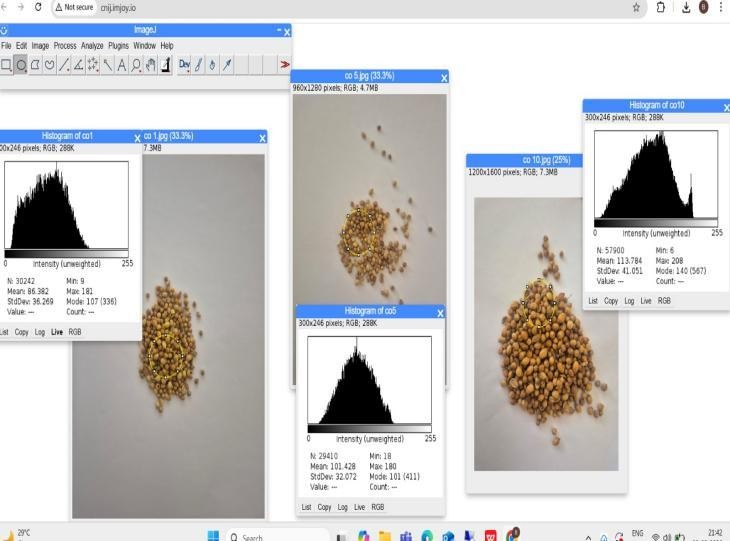 Not secure cnij.imjoy.io
ImageJ
File Edit Image Process Analyze Plugins Window Help
Dev
Histogram of co1
300x246 pixels; RGB; 288K
0 Intensity (unweighted) 255
N: 30242 Min: 9
Mean: 86.382 Max: 181
StdDev: 36.269 Mode: 107 (336)
Value: --- Count: ---
List Copy Log Live RGB
co 1.jpg (33.3%)
7.3MB
co 5.jpg (33.3%)
960x1280 pixels; RGB; 4.7MB
Histogram of co5
300x246 pixels; RGB; 288K
0 Intensity (unweighted) 255
N: 29410 Min: 18
Mean: 101.428 Max: 180
StdDev: 32.072 Mode: 101 (411)
Value: --- Count: ---
List Copy Log Live RGB
co 10.jpg (25%)
1200x1600 pixels; RGB; 7.3MB
Histogram of co10
300x246 pixels; RGB; 288K
0 Intensity (unweighted) 255
N: 57900 Min: 6
Mean: 113.784 Max: 208
StdDev: 41.051 Mode: 140 (567)
Value: --- Count: ---
List Copy Log Live RGB
29°C
Search
ENG
21:42